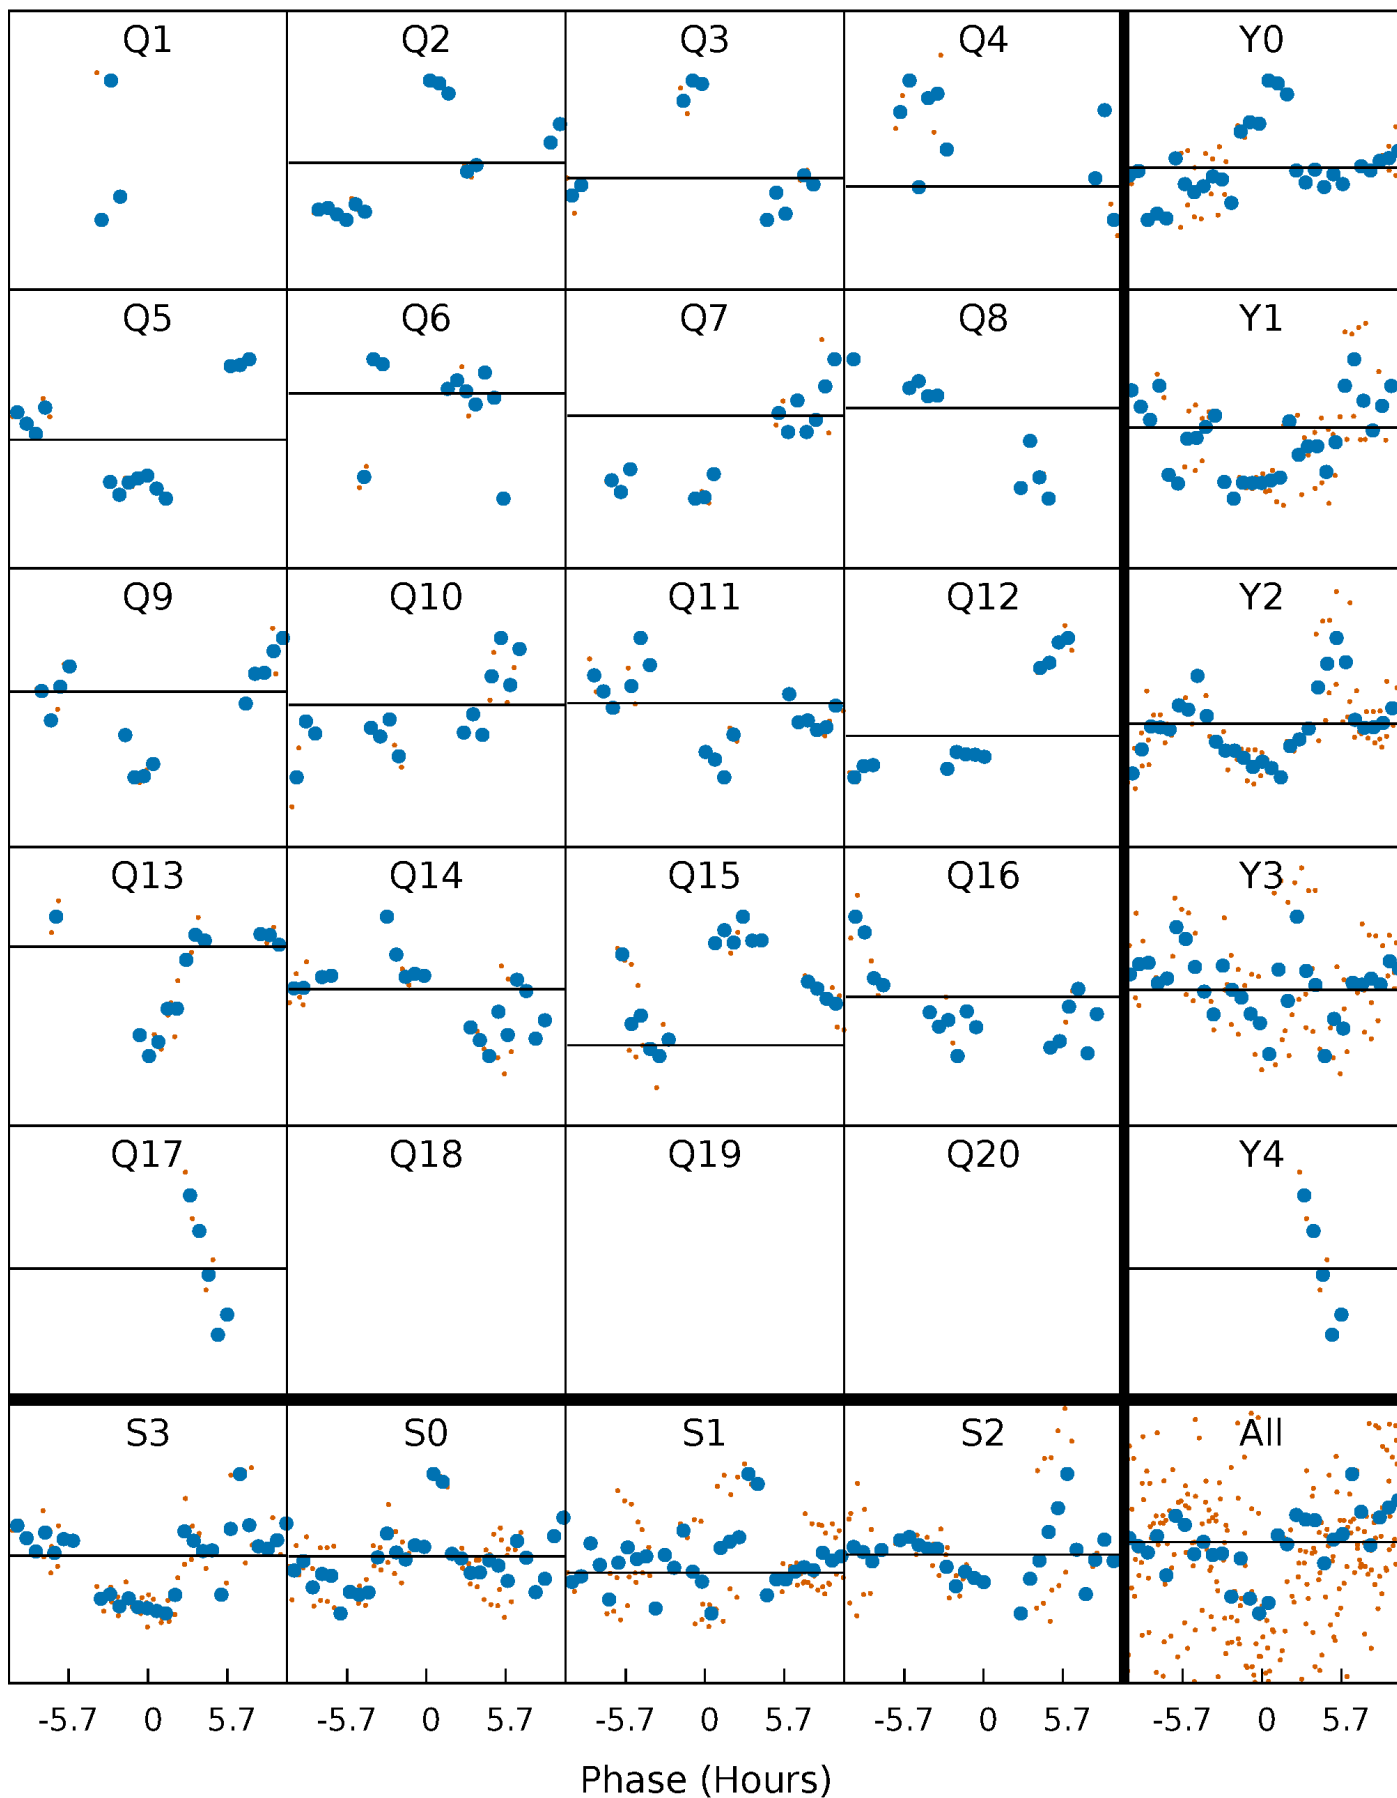 Q1 Q2 Q3 Q4 Y0
Q5 Q6 Q7 Q8 Y1
Q9 Q10 Q11 Q12 Y2
Q13 Q14 Q15 Q16 Y3
Q17 Q18 Q19 Q20 Y4
S3 S0 S1 S2 All
-5.7 0 5.7 -5.7 0 5.7 -5.7 0 5.7 -5.7 0 5.7 -5.7 0 5.7
Phase (Hours)